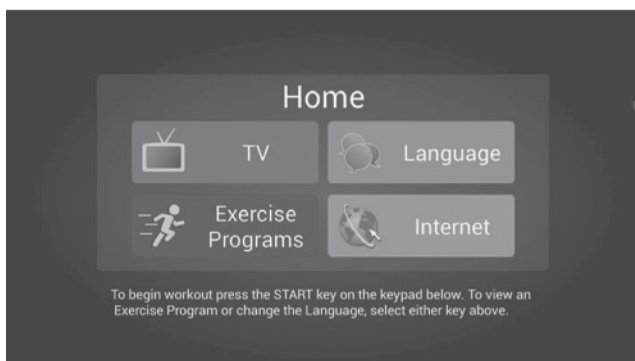 Home
TV
Language
Exercise
Programs
Internet
To begin workout press the START key on the keypad below. To view an
Exercise Program or change the Language, select either key above.